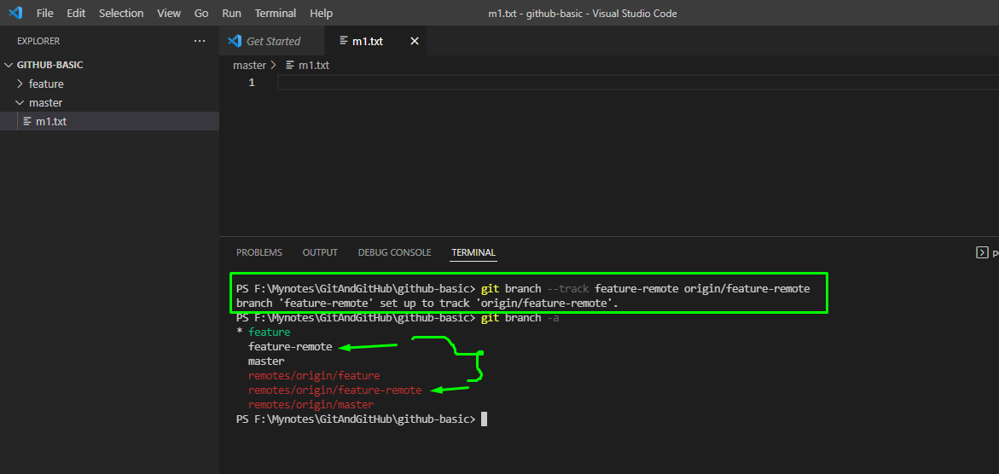 File Edit Selection View Go Run Terminal Help
m1.txt - github-basic - Visual Studio Code
EXPLORER
GITHUB-BASIC
feature
master
m1.txt
Get Started
m1.txt
master > m1.txt
1
PROBLEMS OUTPUT DEBUG CONSOLE TERMINAL
PS F:\Mynotes\GitAndGitHub\github-basic> git branch --track feature-remote origin/feature-remote
branch 'feature-remote' set up to track 'origin/feature-remote'.
PS F:\Mynotes\GitAndGitHub\github-basic> git branch -a
* feature
feature-remote
master
remotes/origin/feature
remotes/origin/feature-remote
remotes/origin/master
PS F:\Mynotes\GitAndGitHub\github-basic>